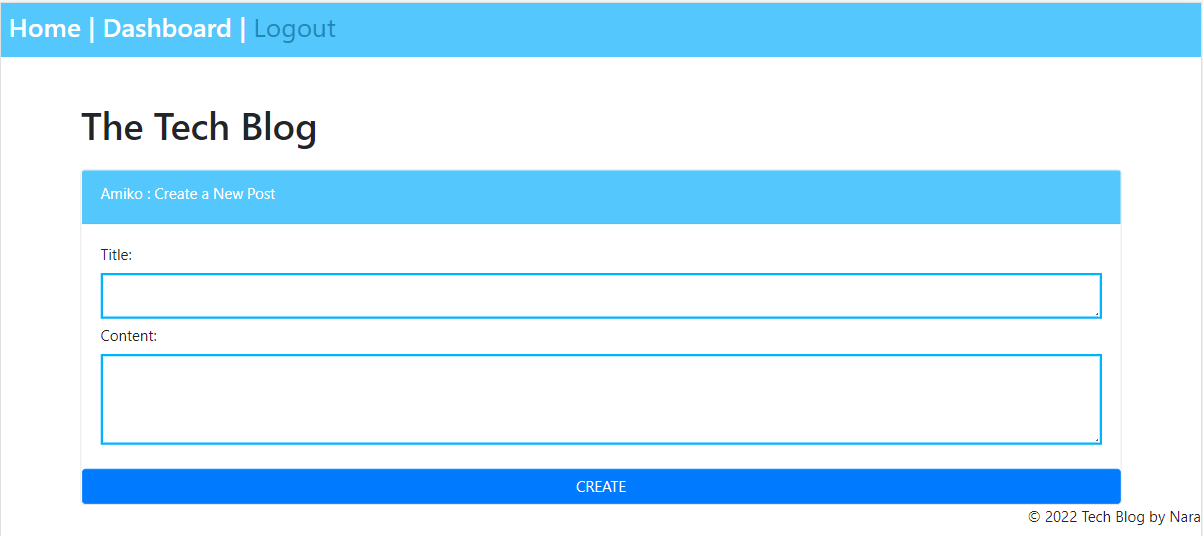 Home | Dashboard | Logout
The Tech Blog
Amiko : Create a New Post
Title:
Content:
CREATE
© 2022 Tech Blog by Nara